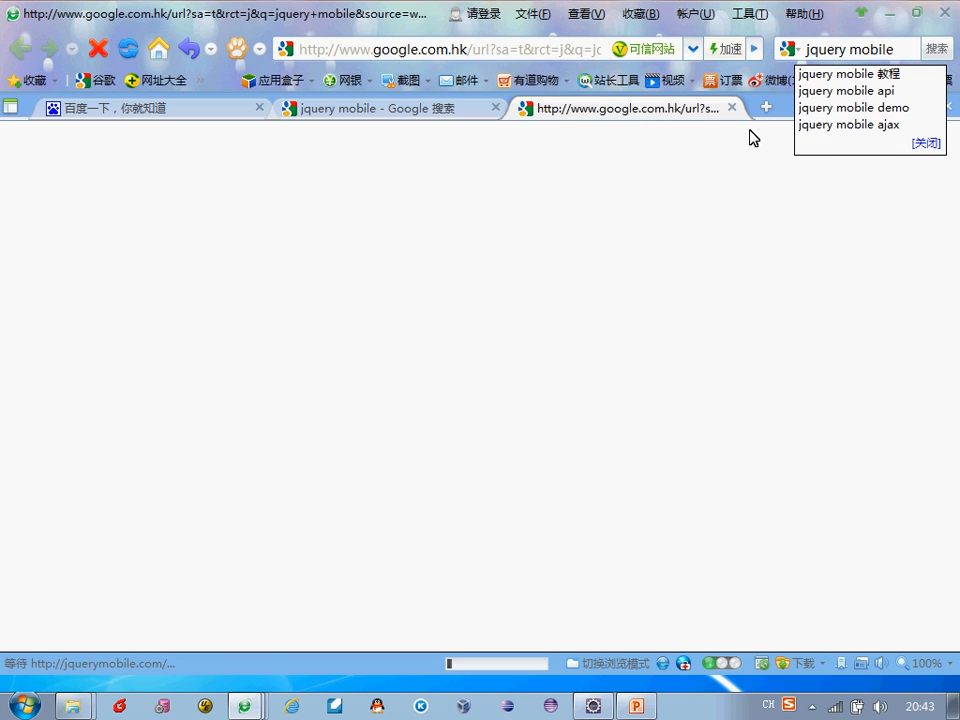 http://www.google.com.hk/url?sa=t&rct=j&q=jquery+mobile&source=w...
请登录 文件(F) 查看(V) 收藏(B) 帐户(U) 工具(T) 帮助(H)
http://www.google.com.hk/url?sa=t&rct=j&q=jc 可信网站 加速 jquery mobile 搜索
收藏 谷歌 网址大全 » 应用盒子 网银 截图 邮件 有道购物 站长工具 视频 订票 微博(
百度一下，你就知道 jquery mobile - Google 搜索 http://www.google.com.hk/url?s...
jquery mobile 教程
jquery mobile api
jquery mobile demo
jquery mobile ajax
[关闭]
等待 http://jquerymobile.com/... 切换浏览模式 下载 100%
CH 20:43